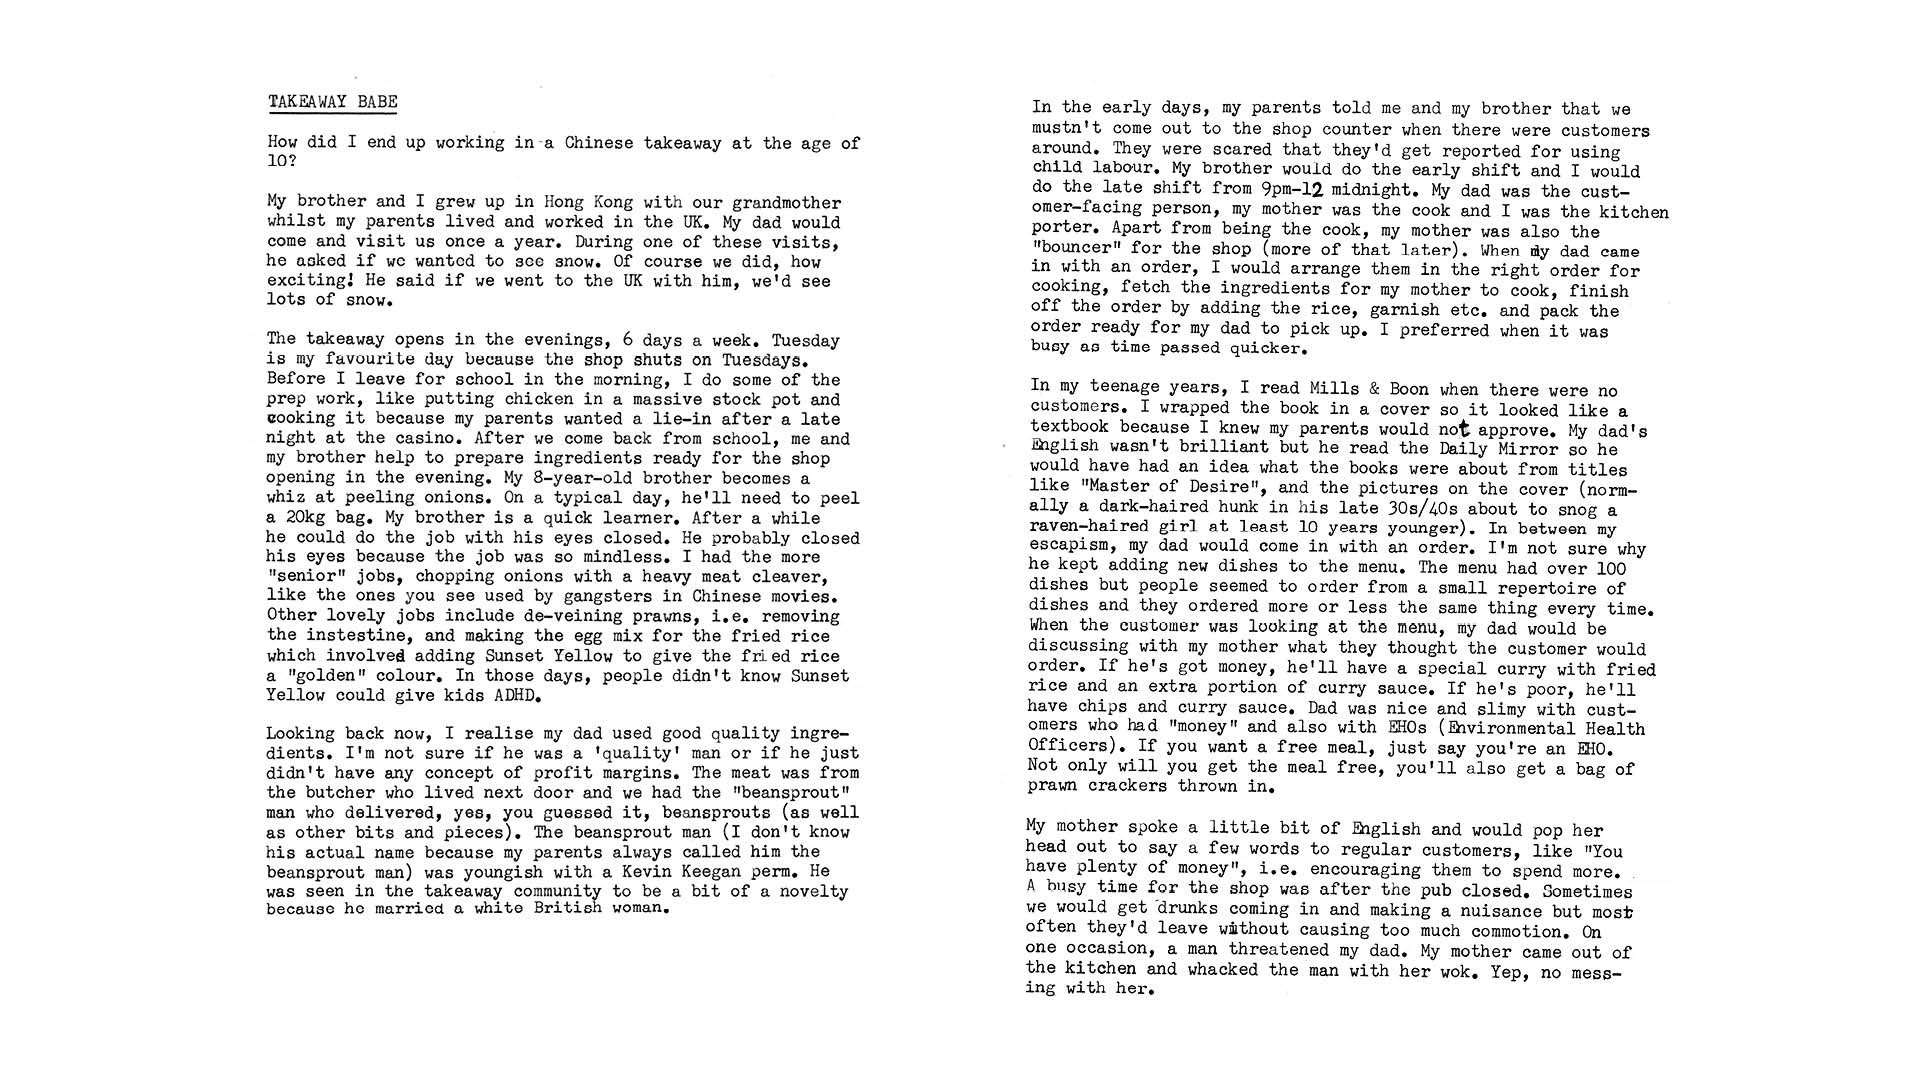 TAKEAWAY BABE
How did I end up working in a Chinese takeaway at the age of
10?
My brother and I grew up in Hong Kong with our grandmother
whilst my parents lived and worked in the UK. My dad would
come and visit us once a year. During one of these visits,
he asked if we wanted to see snow. Of course we did, how
exciting! He said if we went to the UK with him, we'd see
lots of snow.
The takeaway opens in the evenings, 6 days a week. Tuesday
is my favourite day because the shop shuts on Tuesdays.
Before I leave for school in the morning, I do some of the
prep work, like putting chicken in a massive stock pot and
cooking it because my parents wanted a lie-in after a late
night at the casino. After we come back from school, me and
my brother help to prepare ingredients ready for the shop
opening in the evening. My 8-year-old brother becomes a
whiz at peeling onions. On a typical day, he'll need to peel
a 20kg bag. My brother is a quick learner. After a while
he could do the job with his eyes closed. He probably closed
his eyes because the job was so mindless. I had the more
"senior" jobs, chopping onions with a heavy meat cleaver,
like the ones you see used by gangsters in Chinese movies.
Other lovely jobs include de-veining prawns, i.e. removing
the instestine, and making the egg mix for the fried rice
which involved adding Sunset Yellow to give the fried rice
a "golden" colour. In those days, people didn't know Sunset
Yellow could give kids ADHD.
Looking back now, I realise my dad used good quality ingre-
dients. I'm not sure if he was a 'quality' man or if he just
didn't have any concept of profit margins. The meat was from
the butcher who lived next door and we had the "beansprout"
man who delivered, yes, you guessed it, beansprouts (as well
as other bits and pieces). The beansprout man (I don't know
his actual name because my parents always called him the
beansprout man) was youngish with a Kevin Keegan perm. He
was seen in the takeaway community to be a bit of a novelty
because he married a white British woman.
In the early days, my parents told me and my brother that we
mustn't come out to the shop counter when there were customers
around. They were scared that they'd get reported for using
child labour. My brother would do the early shift and I would
do the late shift from 9pm-12 midnight. My dad was the cust-
omer-facing person, my mother was the cook and I was the kitchen
porter. Apart from being the cook, my mother was also the
"bouncer" for the shop (more of that later). When my dad came
in with an order, I would arrange them in the right order for
cooking, fetch the ingredients for my mother to cook, finish
off the order by adding the rice, garnish etc. and pack the
order ready for my dad to pick up. I preferred when it was
busy as time passed quicker.
In my teenage years, I read Mills & Boon when there were no
customers. I wrapped the book in a cover so it looked like a
textbook because I knew my parents would not approve. My dad's
English wasn't brilliant but he read the Daily Mirror so he
would have had an idea what the books were about from titles
like "Master of Desire", and the pictures on the cover (norm-
ally a dark-haired hunk in his late 30s/40s about to snog a
raven-haired girl at least 10 years younger). In between my
escapism, my dad would come in with an order. I'm not sure why
he kept adding new dishes to the menu. The menu had over 100
dishes but people seemed to order from a small repertoire of
dishes and they ordered more or less the same thing every time.
When the customer was looking at the menu, my dad would be
discussing with my mother what they thought the customer would
order. If he's got money, he'll have a special curry with fried
rice and an extra portion of curry sauce. If he's poor, he'll
have chips and curry sauce. Dad was nice and slimy with cust-
omers who had "money" and also with EHOs (Environmental Health
Officers). If you want a free meal, just say you're an EHO.
Not only will you get the meal free, you'll also get a bag of
prawn crackers thrown in.
My mother spoke a little bit of English and would pop her
head out to say a few words to regular customers, like "You
have plenty of money", i.e. encouraging them to spend more.
A busy time for the shop was after the pub closed. Sometimes
we would get drunks coming in and making a nuisance but most
often they'd leave without causing too much commotion. On
one occasion, a man threatened my dad. My mother came out of
the kitchen and whacked the man with her wok. Yep, no mess-
ing with her.